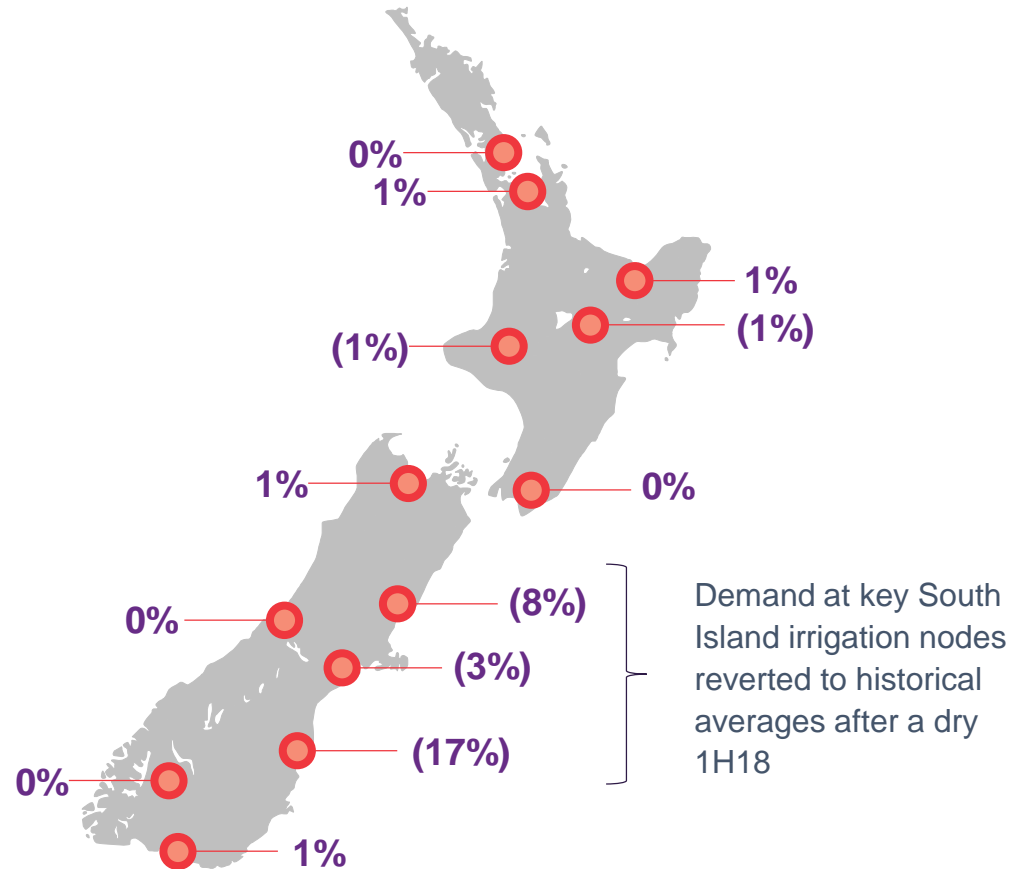 0%
1%
1%
(1%)
(1%)
1%
0%
(8%)
0%
(3%)
(17%)
0%
1%
Demand at key South
Island irrigation nodes
reverted to historical
averages after a dry
1H18